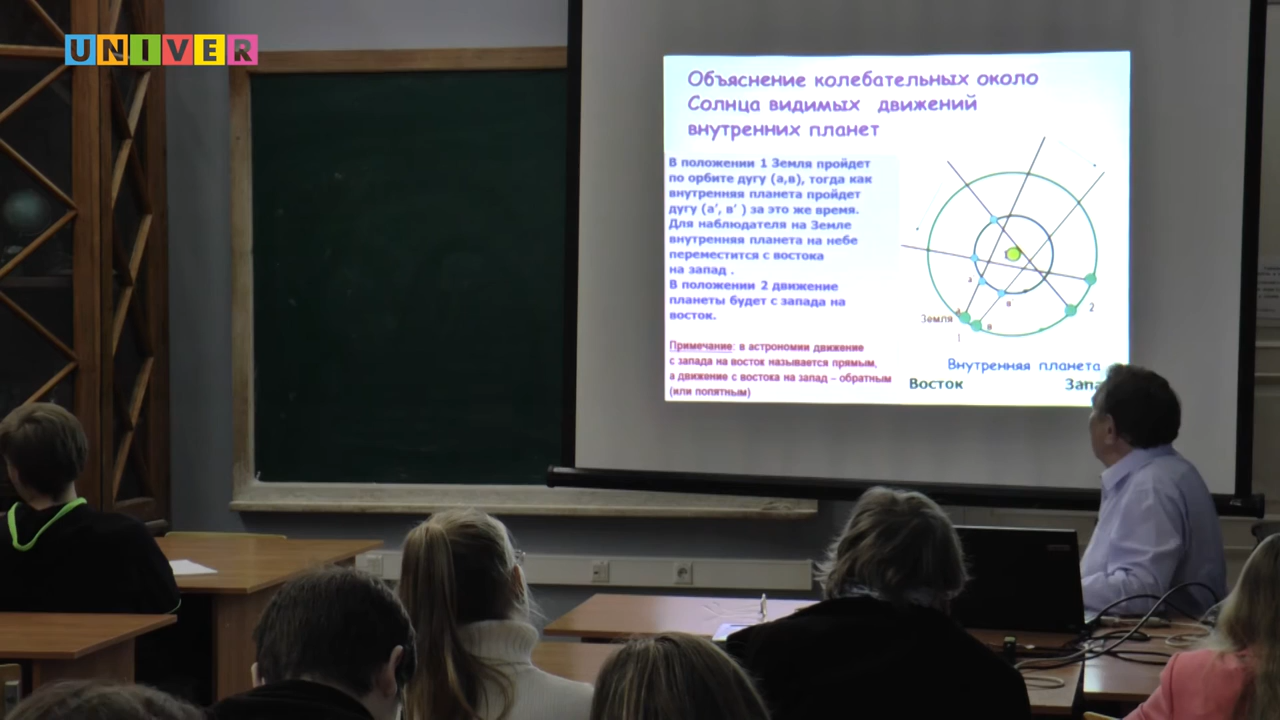 UNIVER
Объяснение колебательных около
Солнца видимых движений
внутренних планет
В положении 1 Земля пройдет
по орбите дугу (а,в), тогда как
внутренняя планета пройдет
дугу (а’, в’ ) за это же время.
Для наблюдателя на Земле
внутренняя планета на небе
переместится с востока
на запад .
В положении 2 движение
планеты будет с запада на
восток.
Примечание: в астрономии движение
с запада на восток называется прямым,
а движение с востока на запад – обратным
(или попятным)
а
в
2
Земля
в
1
Внутренняя планета
Восток